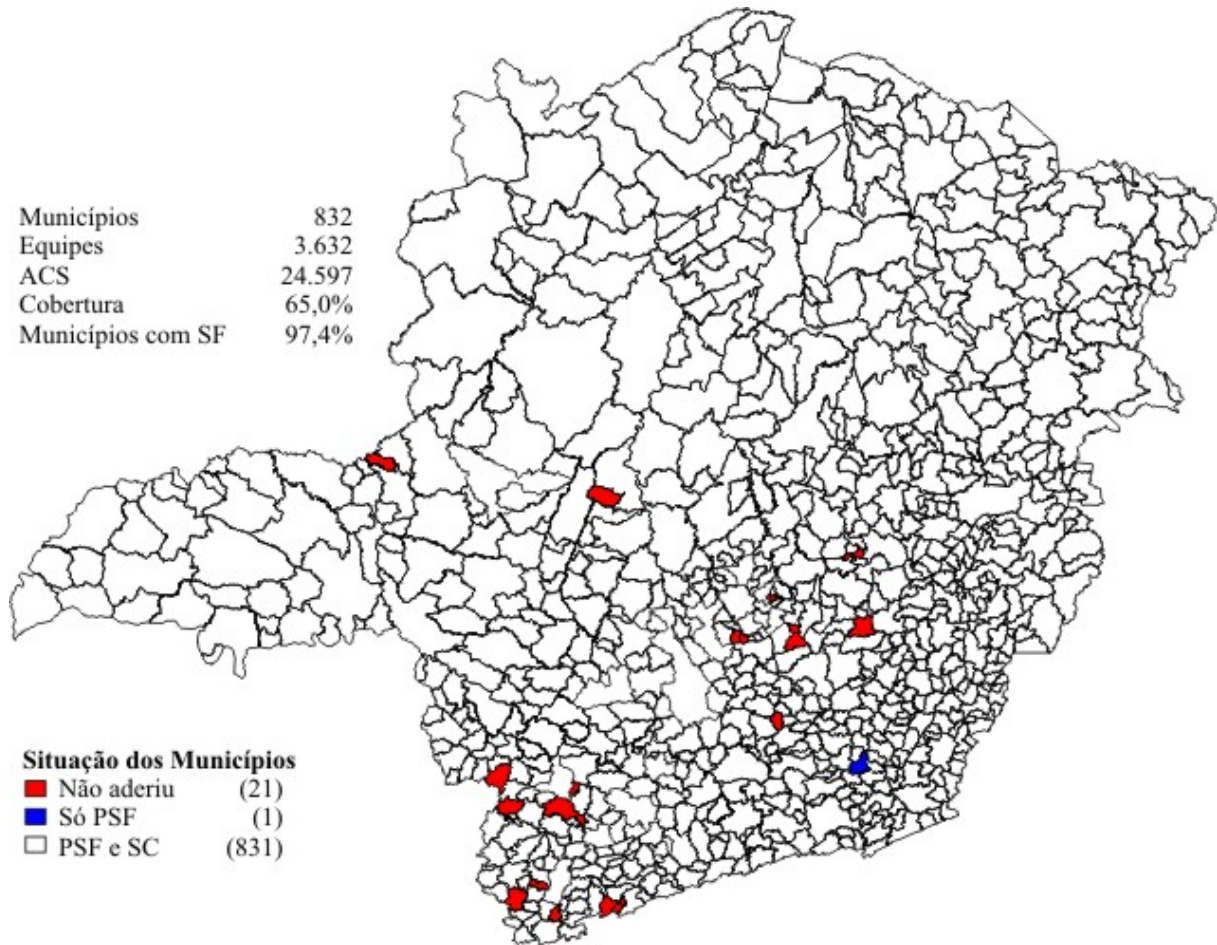 Municípios 832
Equipes 3.632
ACS 24.597
Cobertura 65,0%
Municípios com SF 97,4%
Situação dos Municípios
Não aderiu (21)
Só PSF (1)
PSF e SC (831)